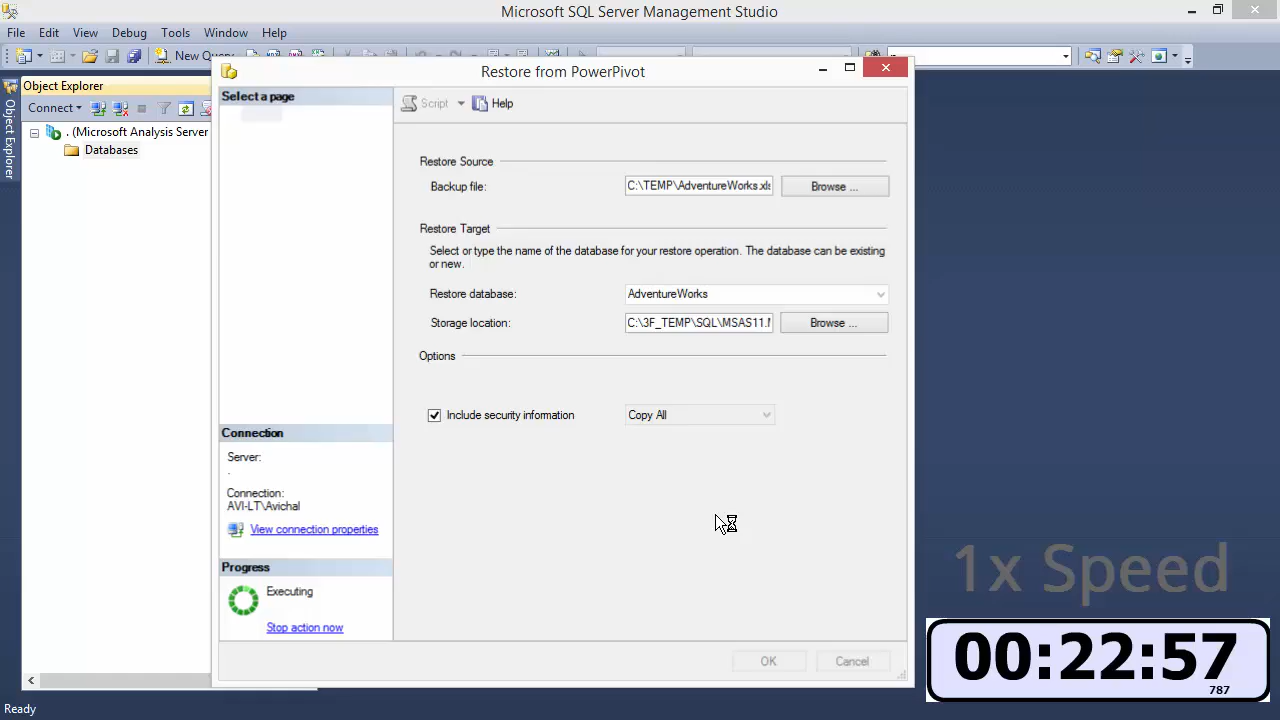 Microsoft SQL Server Management Studio
File Edit View Debug Tools Window Help
New Query
Object Explorer
Object Explorer
Connect
. (Microsoft Analysis Server
Databases
Restore from PowerPivot
Select a page
Script Help
Restore Source
Backup file: C:\TEMP\AdventureWorks.xls Browse ...
Restore Target
Select or type the name of the database for your restore operation. The database can be existing
or new.
Restore database: AdventureWorks
Storage location: C:\3F_TEMP\SQL\MSAS11.M Browse ...
Options
Include security information Copy All
Connection
Server:
.
Connection:
AVI-LT\Avichal
View connection properties
Progress
Executing
Stop action now
OK Cancel
1x Speed
00:22:57
787
Ready